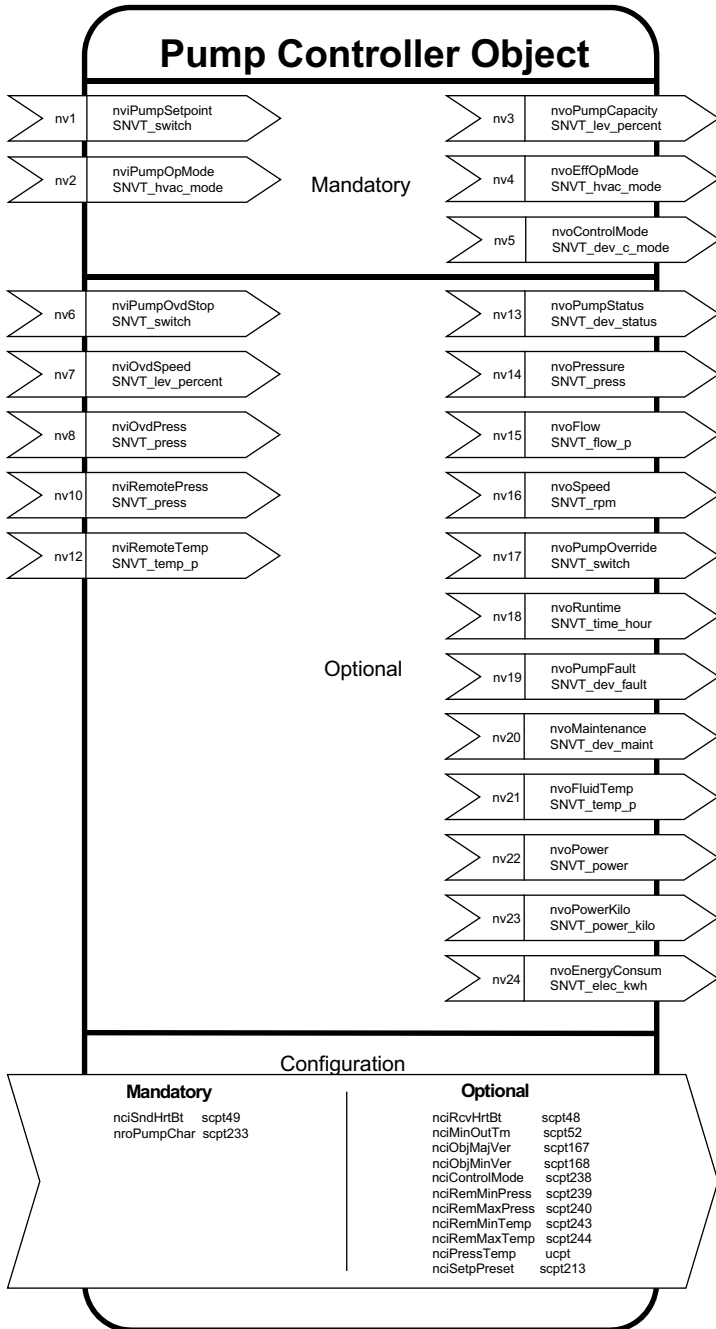 Pump Controller Object
nv1
nviPumpSetpoint
SNVT_switch
nv2
nviPumpOpMode
SNVT_hvac_mode
Mandatory
nv3
nvoPumpCapacity
SNVT_lev_percent
nv4
nvoEffOpMode
SNVT_hvac_mode
nv5
nvoControlMode
SNVT_dev_c_mode
nv6
nviPumpOvdStop
SNVT_switch
nv7
nviOvdSpeed
SNVT_lev_percent
nv8
nviOvdPress
SNVT_press
nv10
nviRemotePress
SNVT_press
nv12
nviRemoteTemp
SNVT_temp_p
Optional
nv13
nvoPumpStatus
SNVT_dev_status
nv14
nvoPressure
SNVT_press
nv15
nvoFlow
SNVT_flow_p
nv16
nvoSpeed
SNVT_rpm
nv17
nvoPumpOverride
SNVT_switch
nv18
nvoRuntime
SNVT_time_hour
nv19
nvoPumpFault
SNVT_dev_fault
nv20
nvoMaintenance
SNVT_dev_maint
nv21
nvoFluidTemp
SNVT_temp_p
nv22
nvoPower
SNVT_power
nv23
nvoPowerKilo
SNVT_power_kilo
nv24
nvoEnergyConsum
SNVT_elec_kwh
Configuration
Mandatory
nciSndHrtBt scpt49
nroPumpChar scpt233
Optional
nciRcvHrtBt scpt48
nciMinOutTm scpt52
nciObjMajVer scpt167
nciObjMinVer scpt168
nciControlMode scpt238
nciRemMinPress scpt239
nciRemMaxPress scpt240
nciRemMinTemp scpt243
nciRemMaxTemp scpt244
nciPressTemp ucpt
nciSetpPreset scpt213